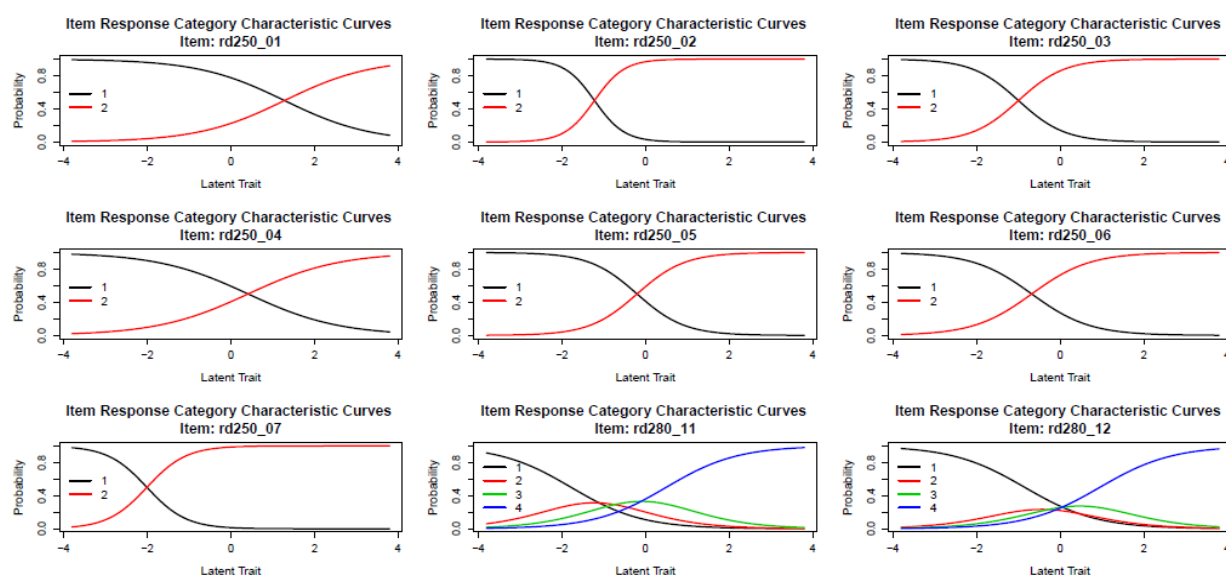 Item Response Category Characteristic Curves
Item: rd250_01
Probability
0.0 0.4 0.8
1
2
−4 −2 0 2 4
Latent Trait
Item Response Category Characteristic Curves
Item: rd250_02
Probability
0.0 0.4 0.8
1
2
−4 −2 0 2 4
Latent Trait
Item Response Category Characteristic Curves
Item: rd250_03
Probability
0.0 0.4 0.8
1
2
−4 −2 0 2 4
Latent Trait
Item Response Category Characteristic Curves
Item: rd250_04
Probability
0.0 0.4 0.8
1
2
−4 −2 0 2 4
Latent Trait
Item Response Category Characteristic Curves
Item: rd250_05
Probability
0.0 0.4 0.8
1
2
−4 −2 0 2 4
Latent Trait
Item Response Category Characteristic Curves
Item: rd250_06
Probability
0.0 0.4 0.8
1
2
−4 −2 0 2 4
Latent Trait
Item Response Category Characteristic Curves
Item: rd250_07
Probability
0.0 0.4 0.8
1
2
−4 −2 0 2 4
Latent Trait
Item Response Category Characteristic Curves
Item: rd280_11
Probability
0.0 0.4 0.8
1
2
3
4
−4 −2 0 2 4
Latent Trait
Item Response Category Characteristic Curves
Item: rd280_12
Probability
0.0 0.4 0.8
1
2
3
4
−4 −2 0 2 4
Latent Trait